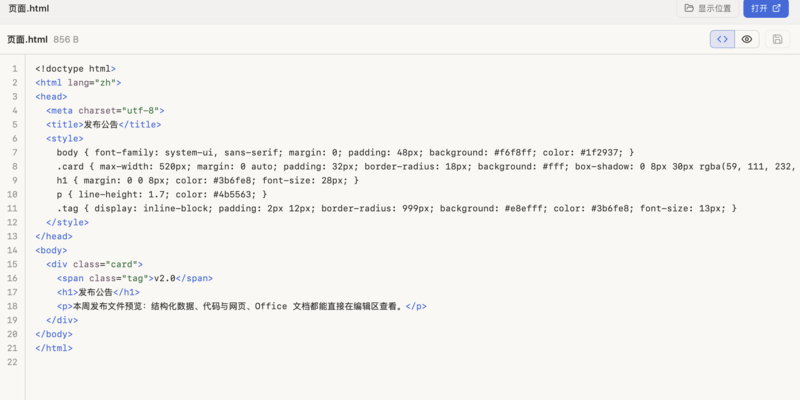 页面.html
显示位置
打开
页面.html 856 B
1 <!doctype html>
2 <html lang="zh">
3 <head>
4 <meta charset="utf-8">
5 <title>发布公告</title>
6 <style>
7 body { font-family: system-ui, sans-serif; margin: 0; padding: 48px; background: #f6f8ff; color: #1f2937; }
8 .card { max-width: 520px; margin: 0 auto; padding: 32px; border-radius: 18px; background: #fff; box-shadow: 0 8px 30px rgba(59, 111, 232,
9 h1 { margin: 0 0 8px; color: #3b6fe8; font-size: 28px; }
10 p { line-height: 1.7; color: #4b5563; }
11 .tag { display: inline-block; padding: 2px 12px; border-radius: 999px; background: #e8efff; color: #3b6fe8; font-size: 13px; }
12 </style>
13 </head>
14 <body>
15 <div class="card">
16 <span class="tag">v2.0</span>
17 <h1>发布公告</h1>
18 <p>本周发布文件预览：结构化数据、代码与网页、Office 文档都能直接在编辑区查看。</p>
19 </div>
20 </body>
21 </html>
22